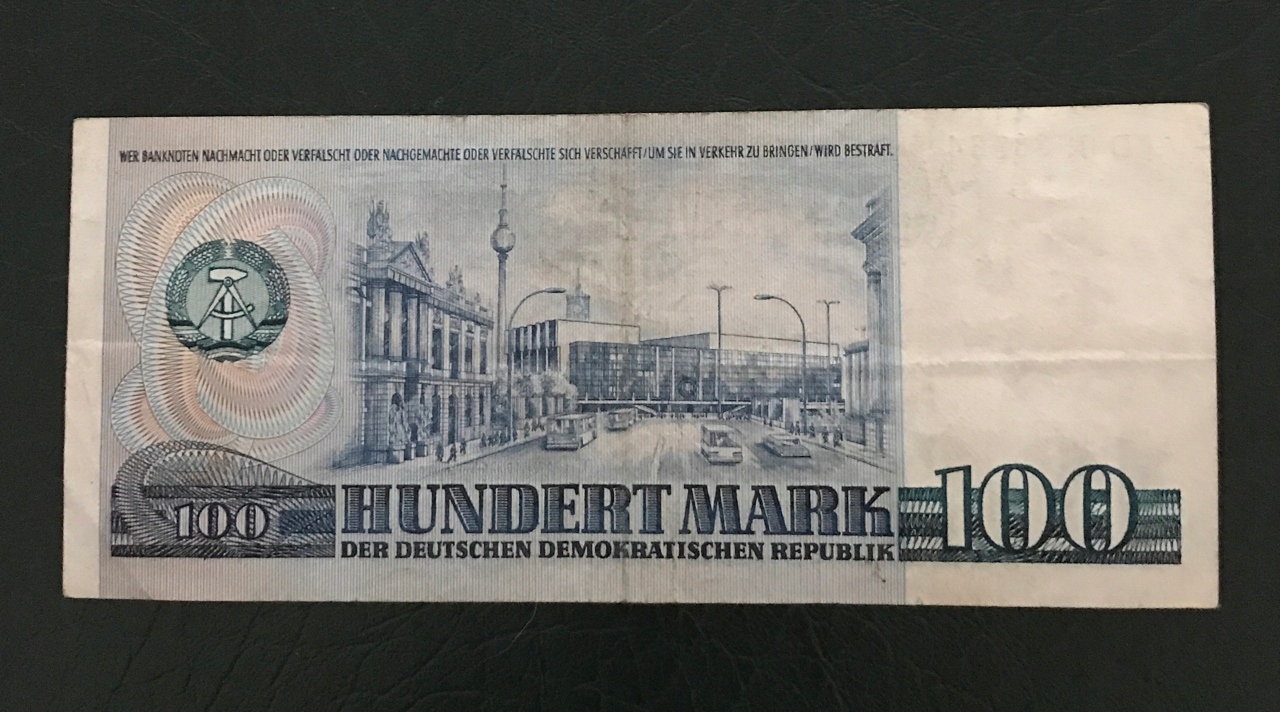 WER BANKNOTEN NACHMACHT ODER VERFÄLSCHT ODER NACHGEMACHTE ODER VERFÄLSCHTE SICH VERSCHAFFT/UM SIE IN VERKEHR ZU BRINGEN/WIRD BESTRAFT.
100
HUNDERT MARK
100
DER DEUTSCHEN DEMOKRATISCHEN REPUBLIK